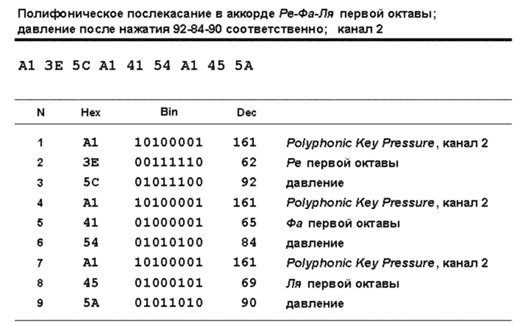 Полифоническое послекасание в аккорде Ре-Фа-Ля первой октавы;
давление после нажатия 92-84-90 соответственно; канал 2
A1 3E 5C A1 41 54 A1 45 5A
N Hex Bin Dec
1 A1 10100001 161 Polyphonic Key Pressure, канал 2
2 3E 00111110 62 Ре первой октавы
3 5C 01011100 92 давление
4 A1 10100001 161 Polyphonic Key Pressure, канал 2
5 41 01000001 65 Фа первой октавы
6 54 01010100 84 давление
7 A1 10100001 161 Polyphonic Key Pressure, канал 2
8 45 01000101 69 Ля первой октавы
9 5A 01011010 90 давление